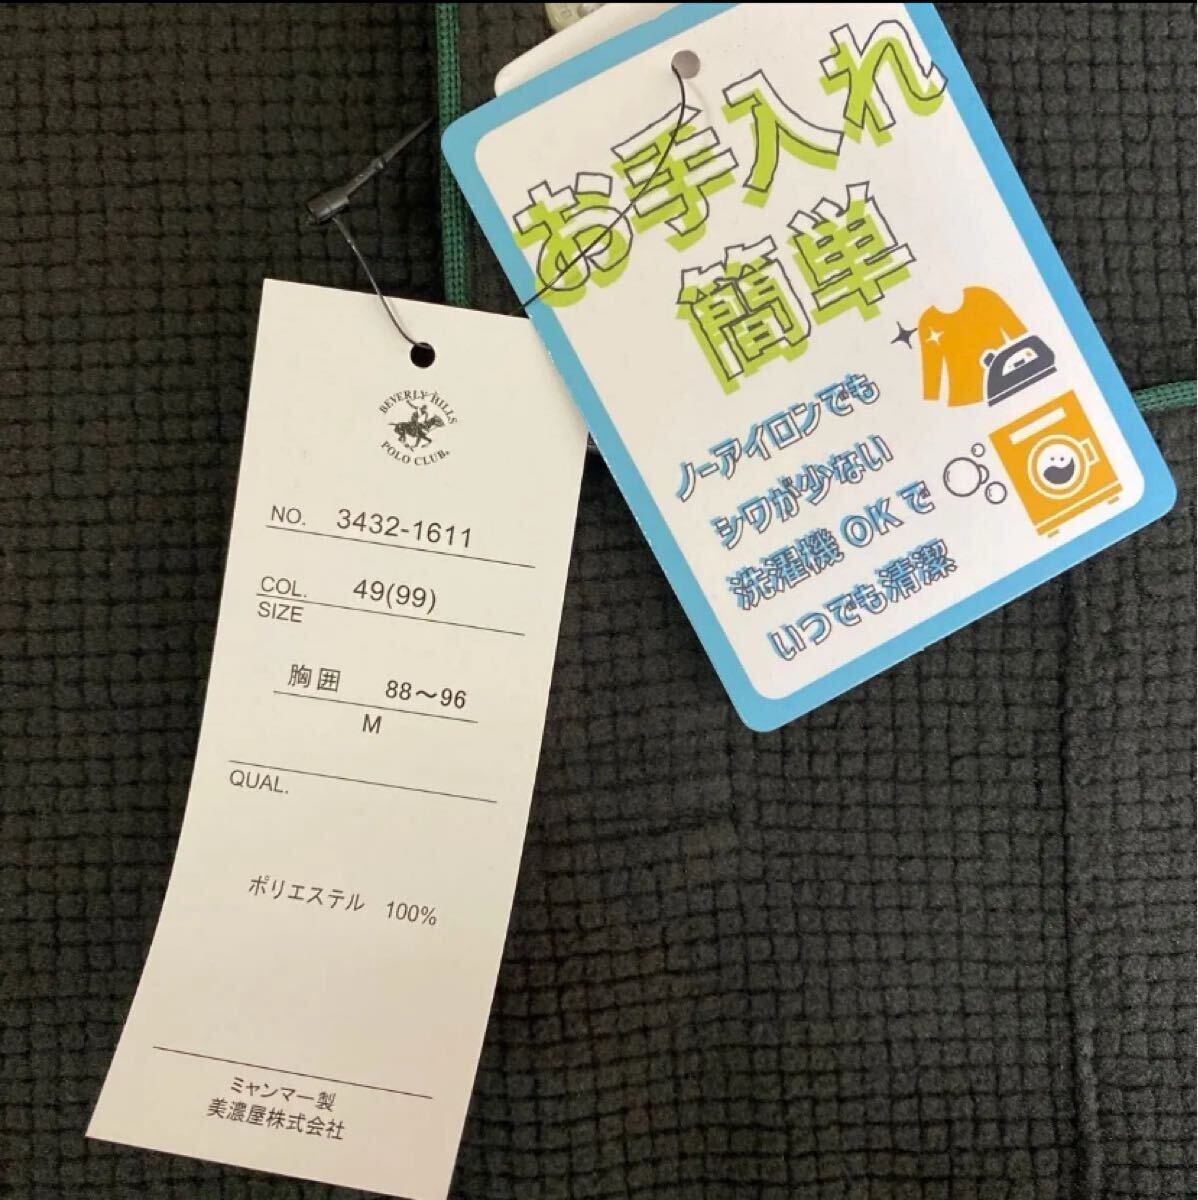 お手入れ
簡単
ノーアイロンでも
シワが少ない
洗濯機OKで
いつでも清潔
BEVERLY HILLS
POLO CLUB®
NO. 3432-1611
COL. 49(99)
SIZE
胸囲 88～96
M
QUAL.
ポリエステル 100%
ミャンマー製
美濃屋株式会社